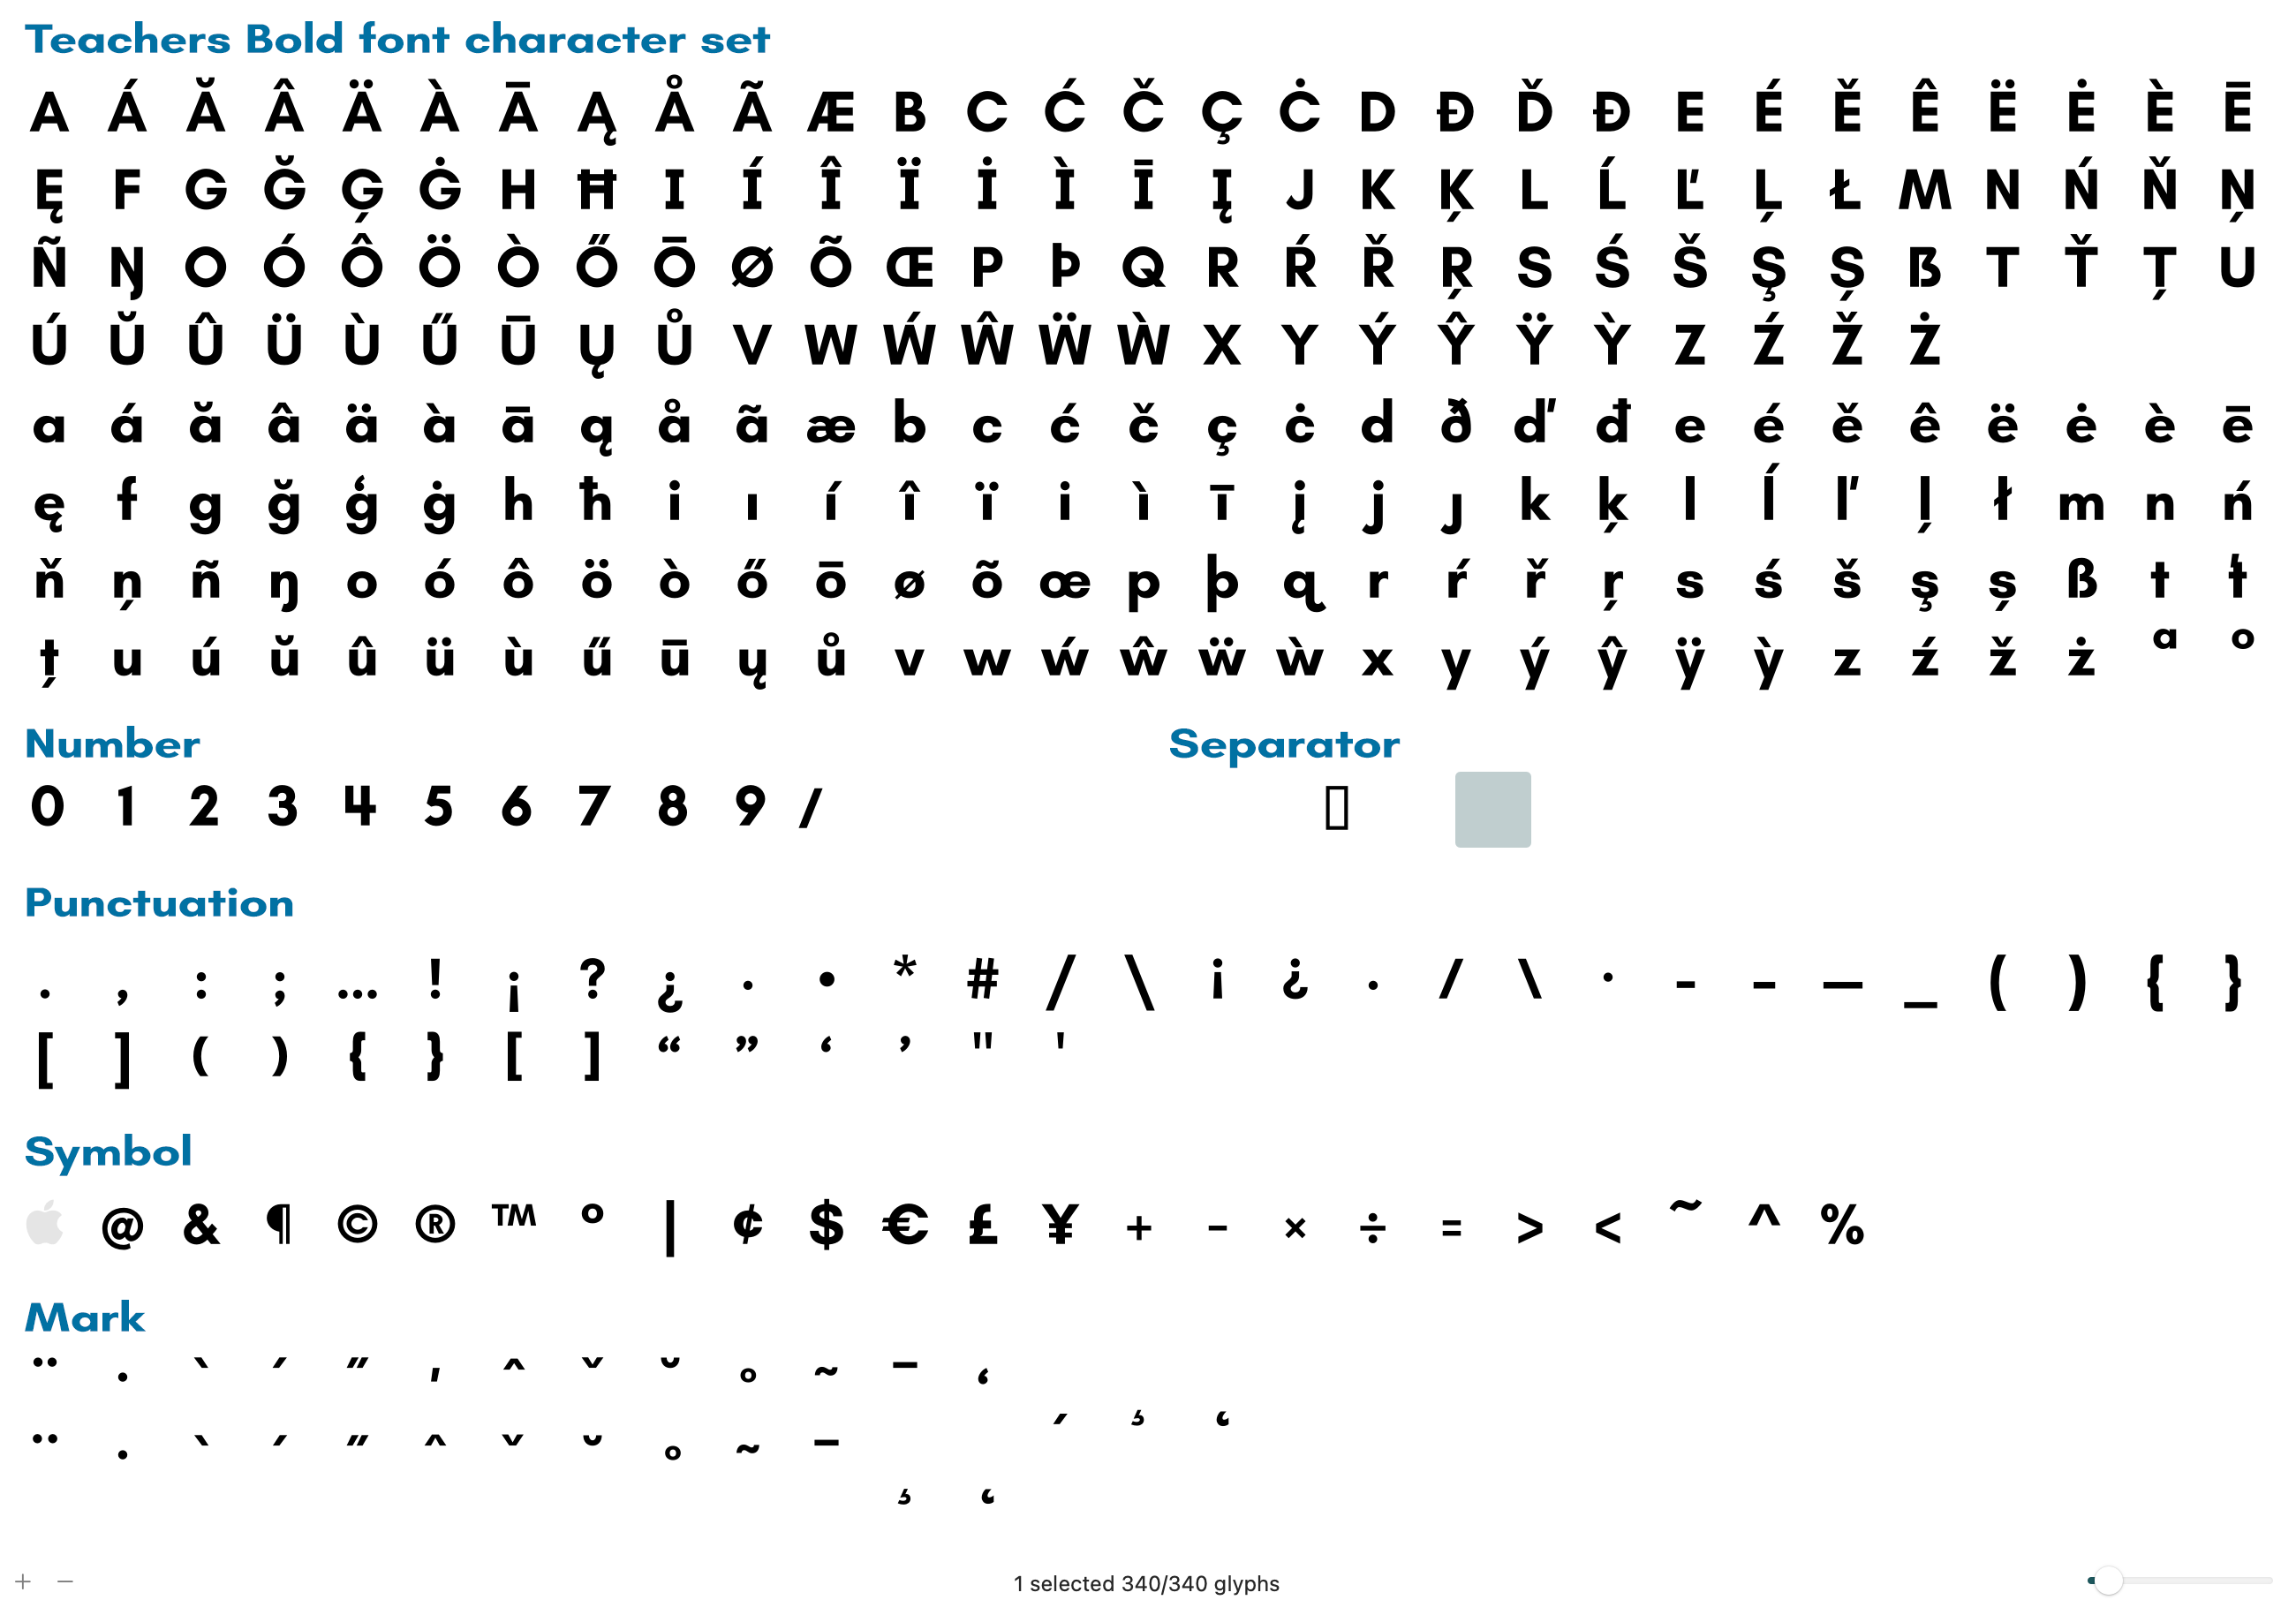 Teachers Bold font character set
A Á Ă Â Ä À Ā Ą Å Ã Æ B C Ć Č Ç Ċ D Đ Ď Đ E É Ě Ê Ë Ė È Ē
Ę F G Ğ Ģ Ġ H Ħ I Í Î Ï İ Ì Ī Į J K Ķ L Ĺ Ľ Ļ Ł M N Ń Ň Ņ
Ñ Ŋ O Ó Ô Ö Ò Ő Ō Ø Õ Œ P Þ Q R Ŕ Ř Ŗ S Ś Š Ş Ș ẞ T Ť Ț U
Ú Ŭ Û Ü Ù Ű Ū Ų Ů V W Ẃ Ŵ Ẅ Ẁ X Y Ý Ŷ Ÿ Ỳ Z Ź Ž Ż
a á ă â ä à ā ą å ã æ b c ć č ç ċ d ð ď đ e é ě ê ë ė è ē
ę f g ğ ģ ġ h ħ i ı í î ï i ì ī į j ȷ k ķ l ĺ ľ ļ ł m n ń
ň ņ ñ ŋ o ó ô ö ò ő ō ø õ œ p þ q r ŕ ř ŗ s ś š ş ș ß t ť
ț u ú ŭ û ü ù ű ū ų ů v w ẃ ŵ ẅ ẁ x y ý ŷ ÿ ỳ z ź ž ż ª º
Number
Separator
0 1 2 3 4 5 6 7 8 9 /
Punctuation
. , : ; … ! ¡ ? ¿ · • * # / \ ¡ ¿ · / \ · - – — _ ( ) { }
[ ] ( ) { } [ ] “ ” ‘ ’ " '
Symbol
@ & ¶ © ® ™ ° | ¢ $ € £ ¥ + − × ÷ = > < ~ ^ %
Mark
¨ ˙ ` ´ ˝ ' ˆ ˇ ˘ ˚ ˜ ¯ ‘ , ¸ ˛
¨ ˙ ` ´ ˝ ˆ ˇ ˘ ˚ ˜ ¯ ¸ ˛
1 selected 340/340 glyphs